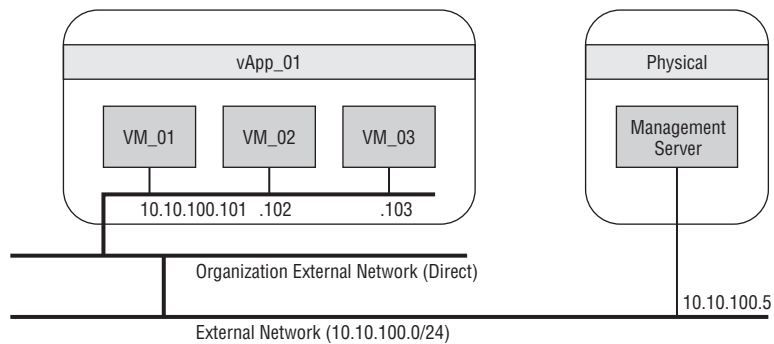 vApp_01
Physical
VM_01
VM_02
VM_03
Management
Server
10.10.100.101
.102
.103
Organization External Network (Direct)
10.10.100.5
External Network (10.10.100.0/24)